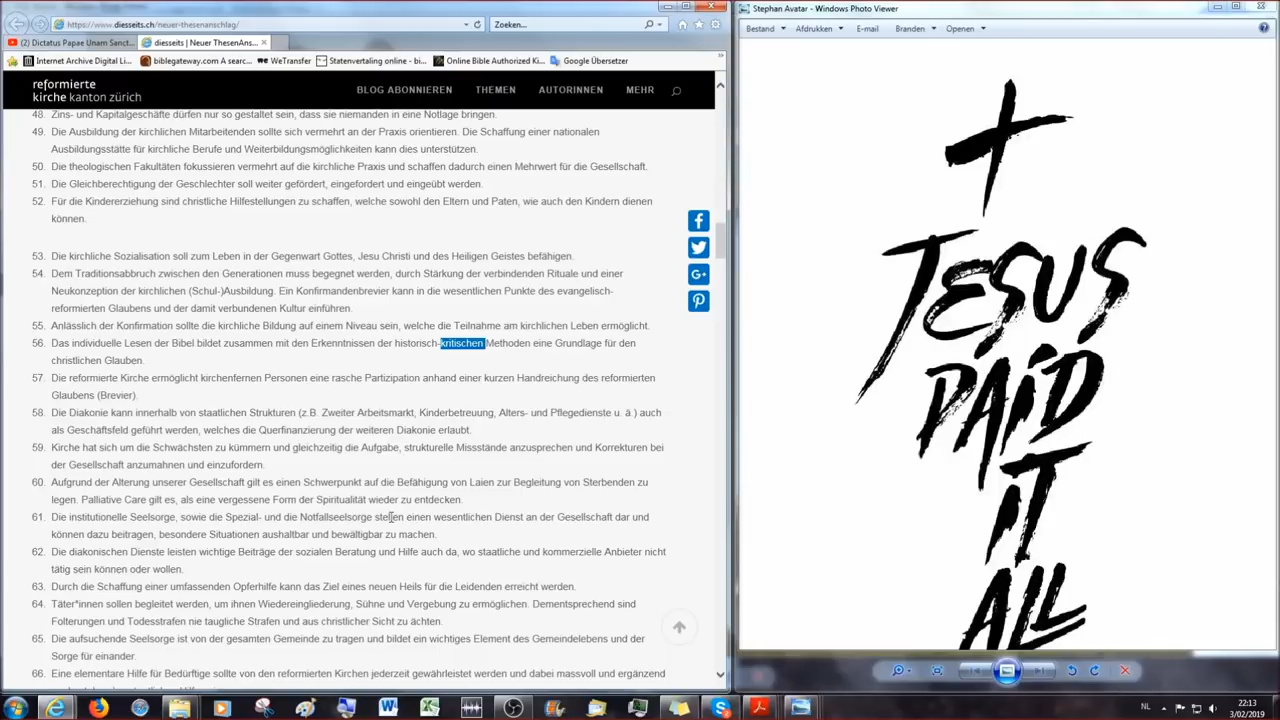 https://www.diesseits.ch/neuer-thesenanschlag/
Zoeken...
Stephan Avatar - Windows Photo Viewer
Dictatus Papae Unam Sanct...
diesseits | Neuer ThesenAns...
Bestand
Afdrukken
E-mail
Branden
Openen
Internet Archive Digital Li...
biblegateway.com A searc...
WeTransfer
Statenvertaling online - bi...
Online Bible Authorized Ki...
Google Übersetzer
reformierte
kirche kanton zürich
BLOG ABONNIEREN
THEMEN
AUTORINNEN
MEHR
48. Zins- und Kapitalgeschäfte dürfen nur so gestaltet sein, dass sie niemanden in eine Notlage bringen.
49. Die Ausbildung der kirchlichen Mitarbeitenden sollte sich vermehrt an der Praxis orientieren. Die Schaffung einer nationalen
Ausbildungsstätte für kirchliche Berufe und Weiterbildungsmöglichkeiten kann dies unterstützen.
50. Die theologischen Fakultäten fokussieren vermehrt auf die kirchliche Praxis und schaffen dadurch einen Mehrwert für die Gesellschaft.
51. Die Gleichberechtigung der Geschlechter soll weiter gefördert, eingefordert und eingeübt werden.
52. Für die Kindererziehung sind christliche Hilfestellungen zu schaffen, welche sowohl den Eltern und Paten, wie auch den Kindern dienen
können.
53. Die kirchliche Sozialisation soll zum Leben in der Gegenwart Gottes, Jesu Christi und des Heiligen Geistes befähigen.
54. Dem Traditionsabbruch zwischen den Generationen muss begegnet werden, durch Stärkung der verbindenden Rituale und einer
Neukonzeption der kirchlichen (Schul-)Ausbildung. Ein Konfirmandenbrevier kann in die wesentlichen Punkte des evangelisch-
reformierten Glaubens und der damit verbundenen Kultur einführen.
55. Anlässlich der Konfirmation sollte die kirchliche Bildung auf einem Niveau sein, welche die Teilnahme am kirchlichen Leben ermöglicht.
56. Das individuelle Lesen der Bibel bildet zusammen mit den Erkenntnissen der historisch-kritischen Methoden eine Grundlage für den
christlichen Glauben.
57. Die reformierte Kirche ermöglicht kirchenfernen Personen eine rasche Partizipation anhand einer kurzen Handreichung des reformierten
Glaubens (Brevier).
58. Die Diakonie kann innerhalb von staatlichen Strukturen (z.B. Zweiter Arbeitsmarkt, Kinderbetreuung, Alters- und Pflegedienste u. ä.) auch
als Geschäftsfeld geführt werden, welches die Querfinanzierung der weiteren Diakonie erlaubt.
59. Kirche hat sich um die Schwächsten zu kümmern und gleichzeitig die Aufgabe, strukturelle Missstände anzusprechen und Korrekturen bei
der Gesellschaft anzumahnen und einzufordern.
60. Aufgrund der Alterung unserer Gesellschaft gilt es einen Schwerpunkt auf die Befähigung von Laien zur Begleitung von Sterbenden zu
legen. Palliative Care gilt es, als eine vergessene Form der Spiritualität wieder zu entdecken.
61. Die institutionelle Seelsorge, sowie die Spezial- und die Notfallseelsorge stellen einen wesentlichen Dienst an der Gesellschaft dar und
können dazu beitragen, besondere Situationen aushaltbar und bewältigbar zu machen.
62. Die diakonischen Dienste leisten wichtige Beiträge der sozialen Beratung und Hilfe auch da, wo staatliche und kommerzielle Anbieter nicht
tätig sein können oder wollen.
63. Durch die Schaffung einer umfassenden Opferhilfe kann das Ziel eines neuen Heils für die Leidenden erreicht werden.
64. Täter*innen sollen begleitet werden, um ihnen Wiedereingliederung, Sühne und Vergebung zu ermöglichen. Dementsprechend sind
Folterungen und Todesstrafen nie taugliche Strafen und aus christlicher Sicht zu ächten.
65. Die aufsuchende Seelsorge ist von der gesamten Gemeinde zu tragen und bildet ein wichtiges Element des Gemeindelebens und der
Sorge für einander.
66. Eine elementare Hilfe für Bedürftige sollte von den reformierten Kirchen jederzeit gewährleistet werden und dabei massvoll und ergänzend
JESUS
PAID
IT
ALL
NL
22:13
3/02/2019